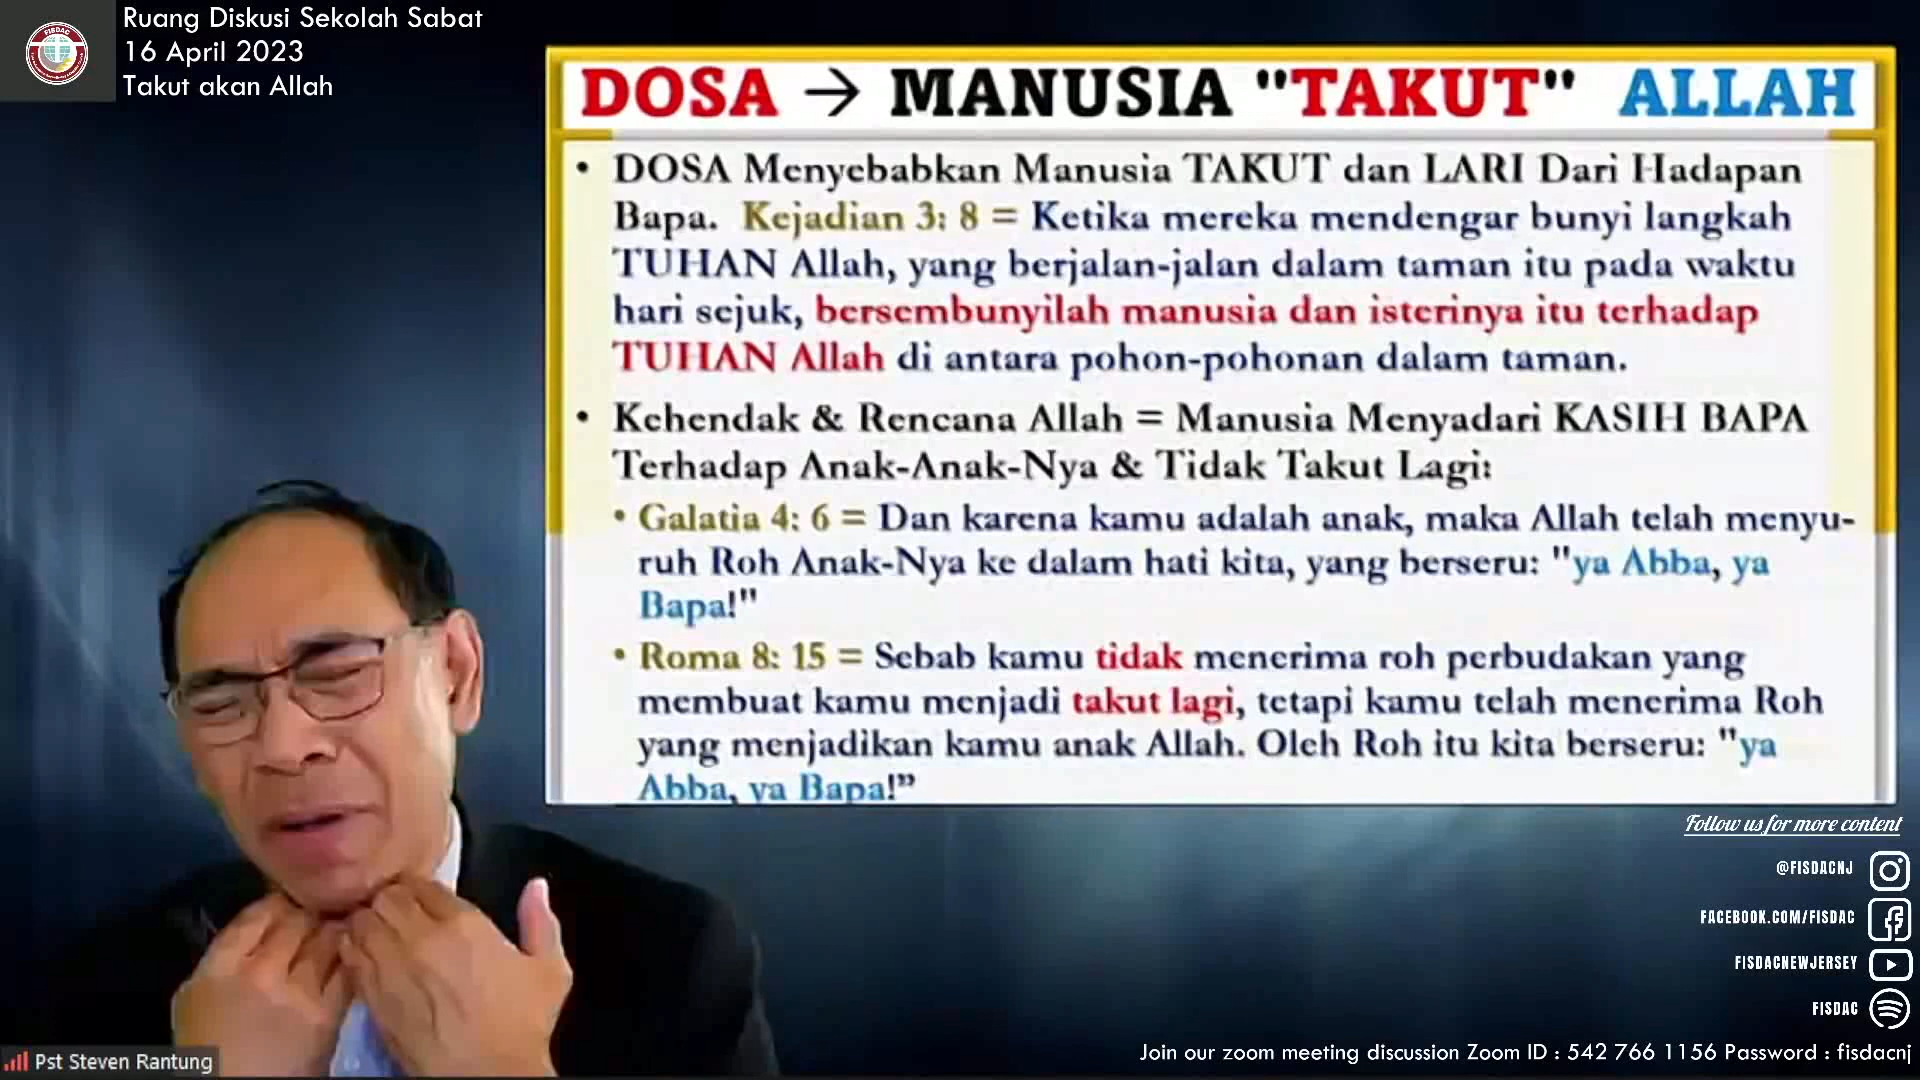 Ruang Diskusi Sekolah Sabat
16 April 2023
Takut akan Allah
FISDAC
DOSA → MANUSIA "TAKUT" ALLAH
• DOSA Menyebabkan Manusia TAKUT dan LARI Dari Hadapan
Bapa. Kejadian 3: 8 = Ketika mereka mendengar bunyi langkah
TUHAN Allah, yang berjalan-jalan dalam taman itu pada waktu
hari sejuk, bersembunyilah manusia dan isterinya itu terhadap
TUHAN Allah di antara pohon-pohonan dalam taman.
• Kehendak & Rencana Allah = Manusia Menyadari KASIH BAPA
Terhadap Anak-Anak-Nya & Tidak Takut Lagi:
• Galatia 4: 6 = Dan karena kamu adalah anak, maka Allah telah menyu-
ruh Roh Anak-Nya ke dalam hati kita, yang berseru: "ya Abba, ya
Bapa!"
• Roma 8: 15 = Sebab kamu tidak menerima roh perbudakan yang
membuat kamu menjadi takut lagi, tetapi kamu telah menerima Roh
yang menjadikan kamu anak Allah. Oleh Roh itu kita berseru: "ya
Abba, ya Bapa!”
Follow us for more content
@FISDACNJ
FACEBOOK.COM/FISDAC
FISDACNEWJERSEY
FISDAC
Pst Steven Rantung
Join our zoom meeting discussion Zoom ID : 542 766 1156 Password : fisdacnj